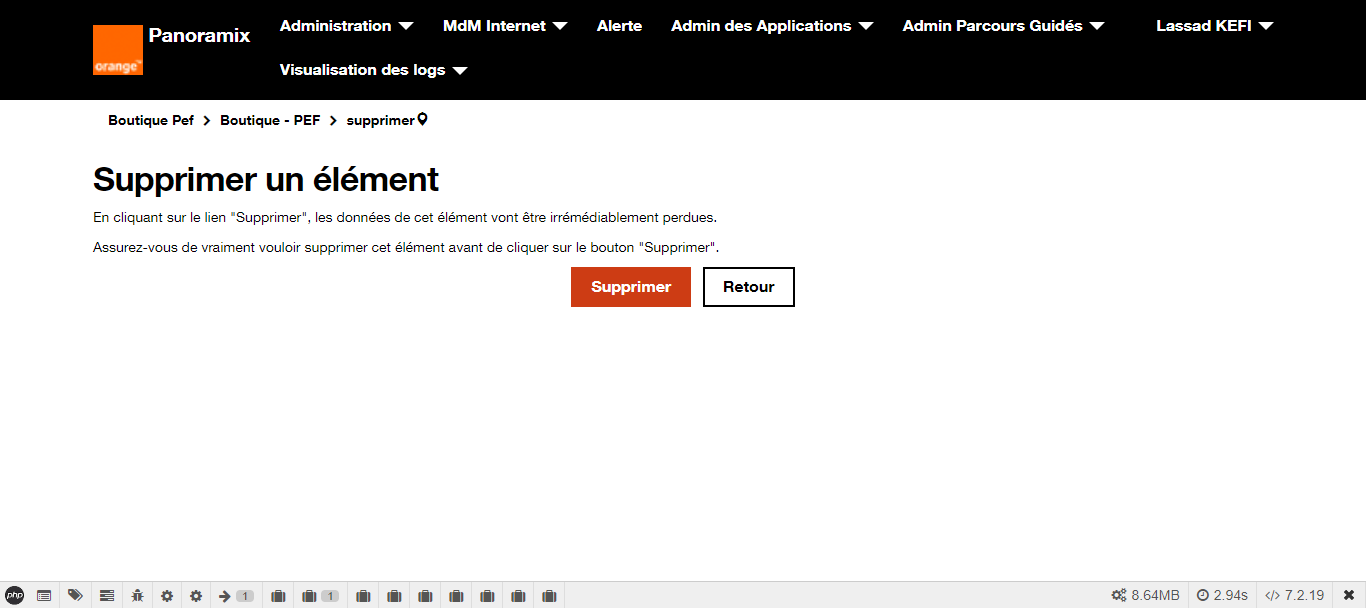 Panoramix
Administration
MdM Internet
Alerte
Admin des Applications
Admin Parcours Guidés
Lassad KEFI
Visualisation des logs
orange™
Boutique Pef
Boutique - PEF
supprimer
Supprimer un élément
En cliquant sur le lien "Supprimer", les données de cet élément vont être irrémédiablement perdues.
Assurez-vous de vraiment vouloir supprimer cet élément avant de cliquer sur le bouton "Supprimer".
Supprimer
Retour
php
1
1
8.64MB
2.94s
7.2.19